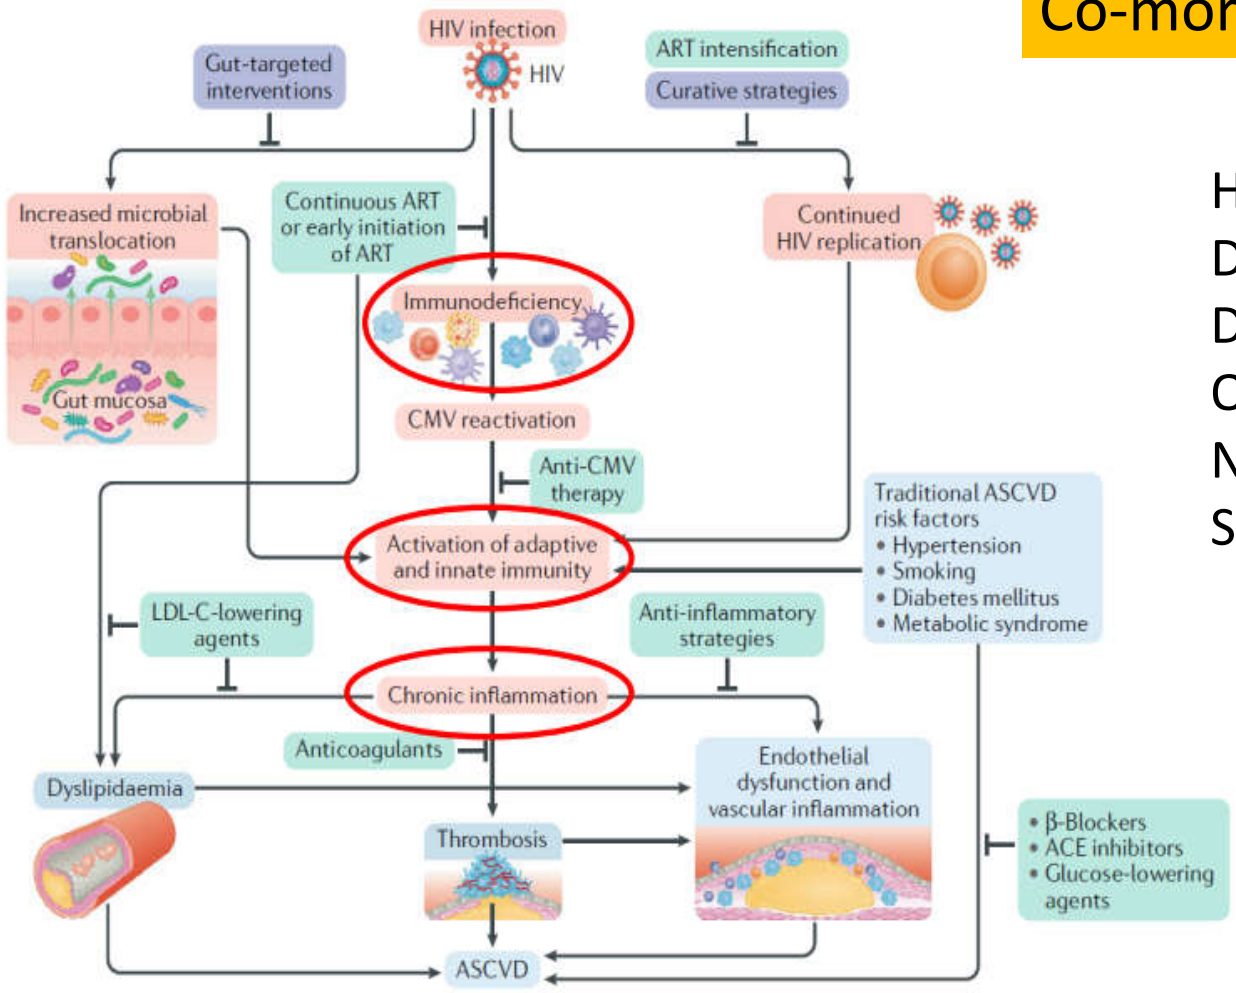 Co-mor
HIV infection
HIV
Gut-targeted
interventions
ART intensification
Curative strategies
Increased microbial
translocation
Gut mucosa
Continuous ART
or early initiation
of ART
Continued
HIV replication
Immunodeficiency
CMV reactivation
Anti-CMV
therapy
Activation of adaptive
and innate immunity
Traditional ASCVD
risk factors
• Hypertension
• Smoking
• Diabetes mellitus
• Metabolic syndrome
LDL-C-lowering
agents
Anti-inflammatory
strategies
Chronic inflammation
Anticoagulants
Dyslipidaemia
Thrombosis
Endothelial
dysfunction and
vascular inflammation
• β-Blockers
• ACE inhibitors
• Glucose-lowering
agents
ASCVD
H
D
D
N
S